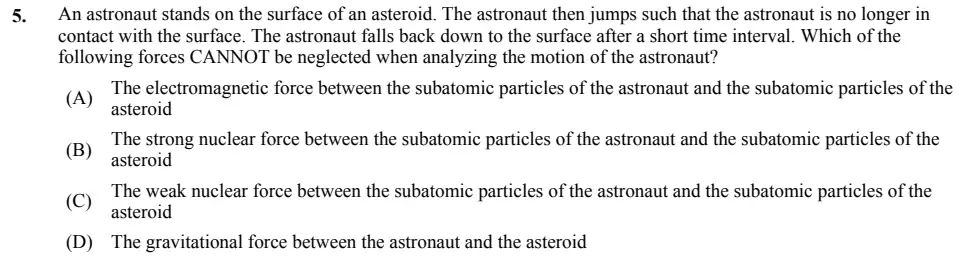 5. An astronaut stands on the surface of an asteroid. The astronaut then jumps such that the astronaut is no longer in
contact with the surface. The astronaut falls back down to the surface after a short time interval. Which of the
following forces CANNOT be neglected when analyzing the motion of the astronaut?
(A) The electromagnetic force between the subatomic particles of the astronaut and the subatomic particles of the
asteroid
(B) The strong nuclear force between the subatomic particles of the astronaut and the subatomic particles of the
asteroid
(C) The weak nuclear force between the subatomic particles of the astronaut and the subatomic particles of the
asteroid
(D) The gravitational force between the astronaut and the asteroid